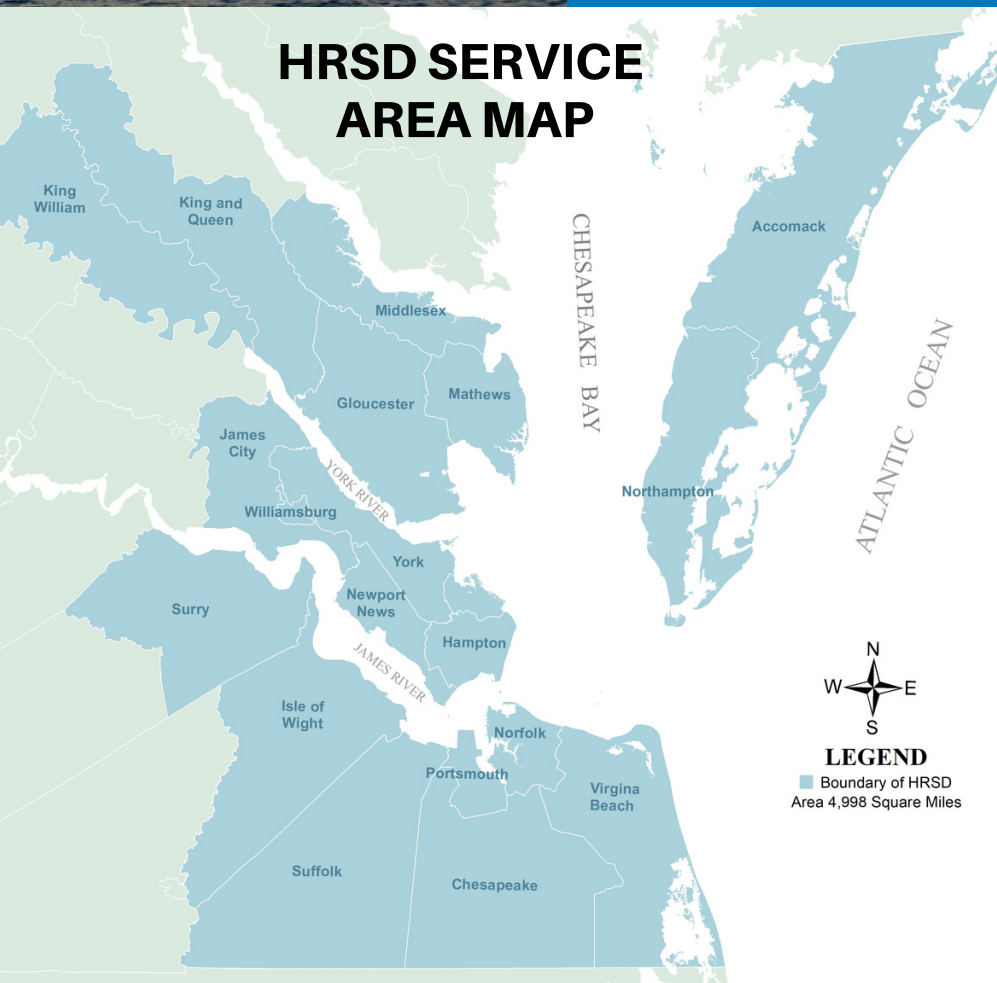 HRSD SERVICE
AREA MAP
King
William
King and
Queen
Accomack
CHESAPEAKE BAY
Middlesex
ATLANTIC OCEAN
Mathews
Gloucester
James
City
YORK RIVER
Northampton
Williamsburg
York
Newport
News
Surry
Hampton
JAMES RIVER
N
W
E
S
Isle of
Wight
Norfolk
LEGEND
Portsmouth
Boundary of HRSD
Area 4,998 Square Miles
Virgina
Beach
Suffolk
Chesapeake